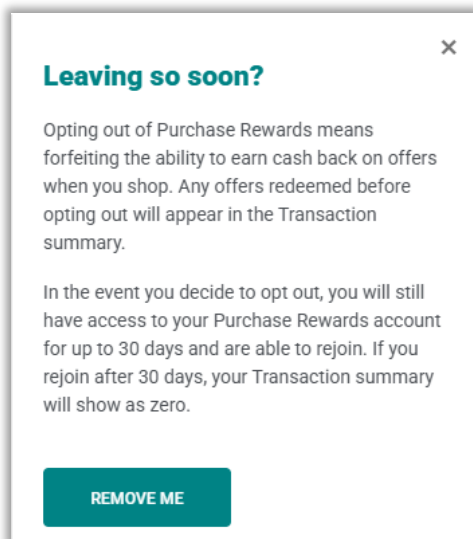 ×
Leaving so soon?
Opting out of Purchase Rewards means
forfeiting the ability to earn cash back on offers
when you shop. Any offers redeemed before
opting out will appear in the Transaction
summary.
In the event you decide to opt out, you will still
have access to your Purchase Rewards account
for up to 30 days and are able to rejoin. If you
rejoin after 30 days, your Transaction summary
will show as zero.
REMOVE ME